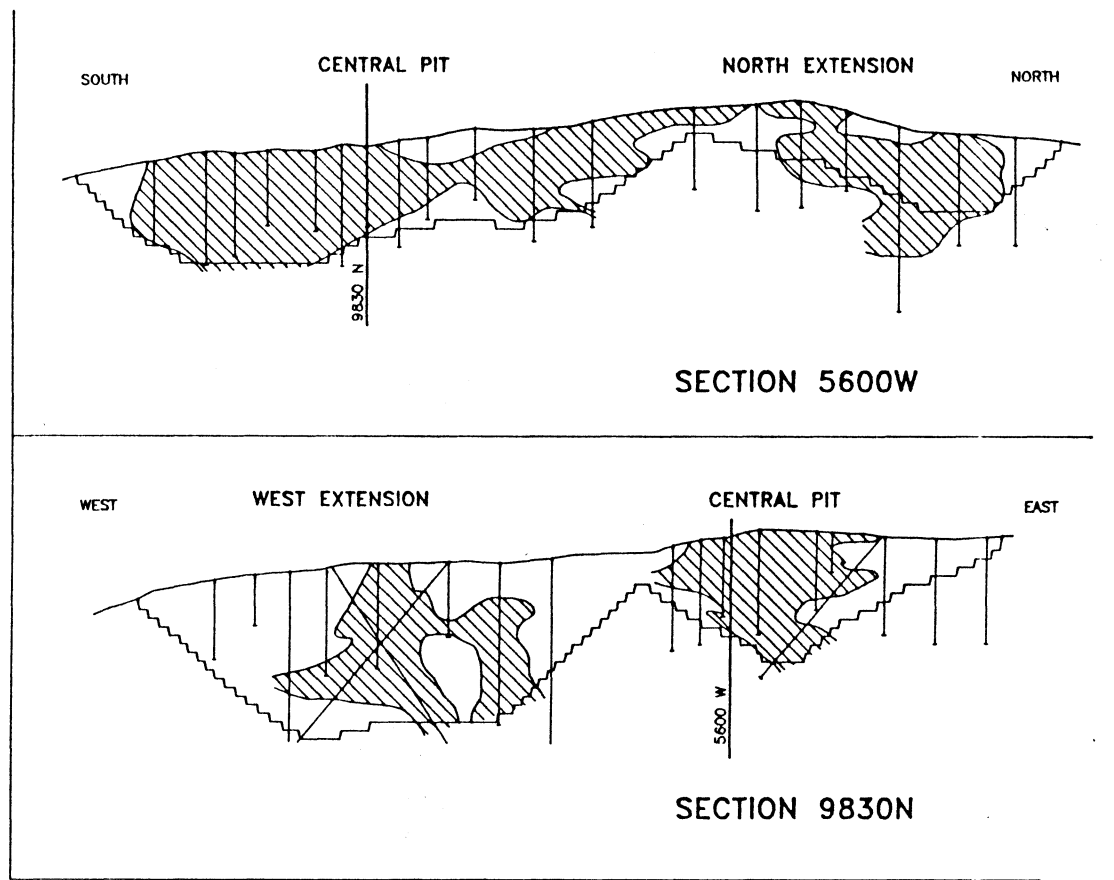 CENTRAL PIT
NORTH EXTENSION
SOUTH
NORTH
9830 N
SECTION 5600W
WEST
WEST EXTENSION
CENTRAL PIT
EAST
5600 W
SECTION 9830N